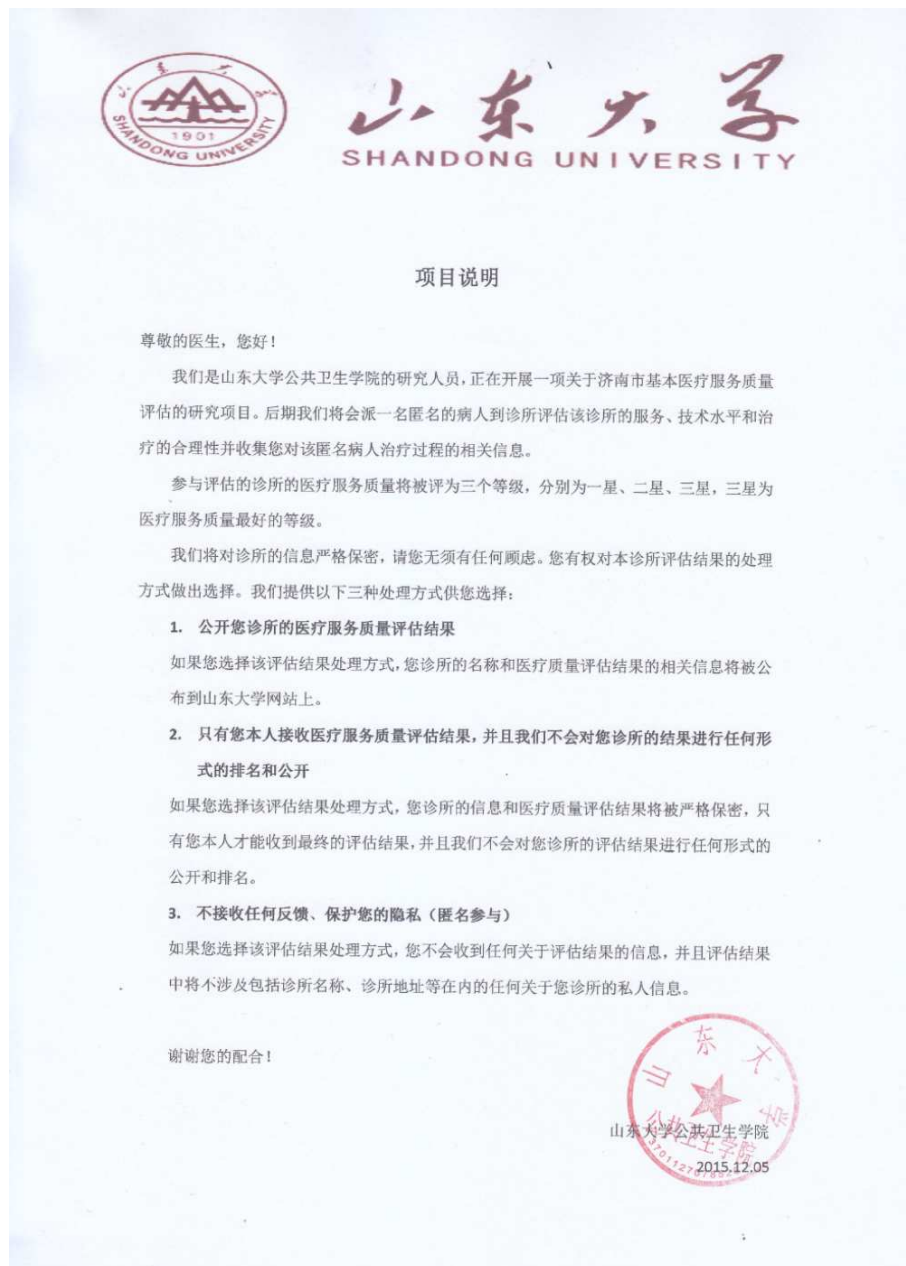 山东大学
SHANDONG UNIVERSITY
1901
山东大学
SHANDONG UNIVERSITY
项目说明
尊敬的医生，您好！
我们是山东大学公共卫生学院的研究人员，正在开展一项关于济南市基本医疗服务质量
评估的研究项目。后期我们将会派一名匿名的病人到诊所评估该诊所的服务、技术水平和治
疗的合理性并收集您对该匿名病人治疗过程的相关信息。
参与评估的诊所的医疗服务质量将被评为三个等级，分别为一星、二星、三星，三星为
医疗服务质量最好的等级。
我们将对诊所的信息严格保密，请您无须有任何顾虑。您有权对本诊所评估结果的处理
方式做出选择。我们提供以下三种处理方式供您选择：
1. 公开您诊所的医疗服务质量评估结果
如果您选择该评估结果处理方式，您诊所的名称和医疗质量评估结果的相关信息将被公
布到山东大学网站上。
2. 只有您本人接收医疗服务质量评估结果，并且我们不会对您诊所的结果进行任何形
式的排名和公开
如果您选择该评估结果处理方式，您诊所的信息和医疗质量评估结果将被严格保密，只
有您本人才能收到最终的评估结果，并且我们不会对您诊所的评估结果进行任何形式的
公开和排名。
3. 不接收任何反馈、保护您的隐私（匿名参与）
如果您选择该评估结果处理方式，您不会收到任何关于评估结果的信息，并且评估结果
中将不涉及包括诊所名称、诊所地址等在内的任何关于您诊所的私人信息。
谢谢您的配合！
山东大学
公共卫生学院
山东大学公共卫生学院
2015.12.05